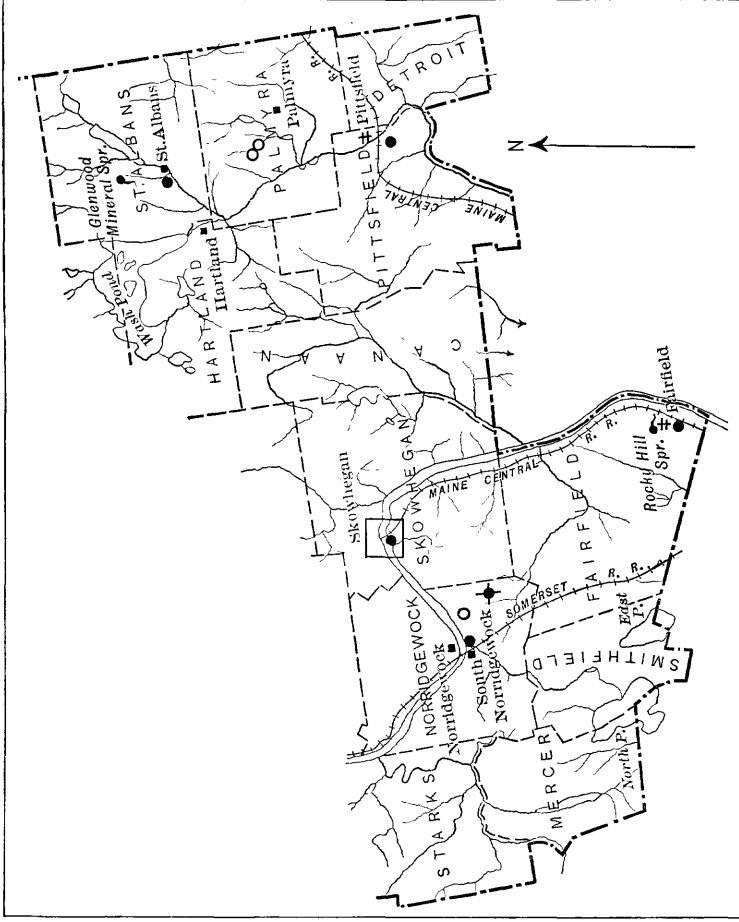 Glenwood
Mineral Spr.
Wash Pond
ST. ALBANS
St. Albans
HARTLAND
Hartland
PALMYRA
Palmyra
R. R.
DETROIT
PITTSFIELD
Pittsfield
MAINE
CENTRAL
N
CANAAN
Skowhegan
SKOWHEGAN
MAINE CENTRAL R. R.
FAIRFIELD
Fairfield
Rocky Hill
Spr.
NORRIDGEWOCK
Norridgewock
South
Norridgewock
SOMERSET R. R.
SMITHFIELD
East
P.
STARKS
MERCER
North P.